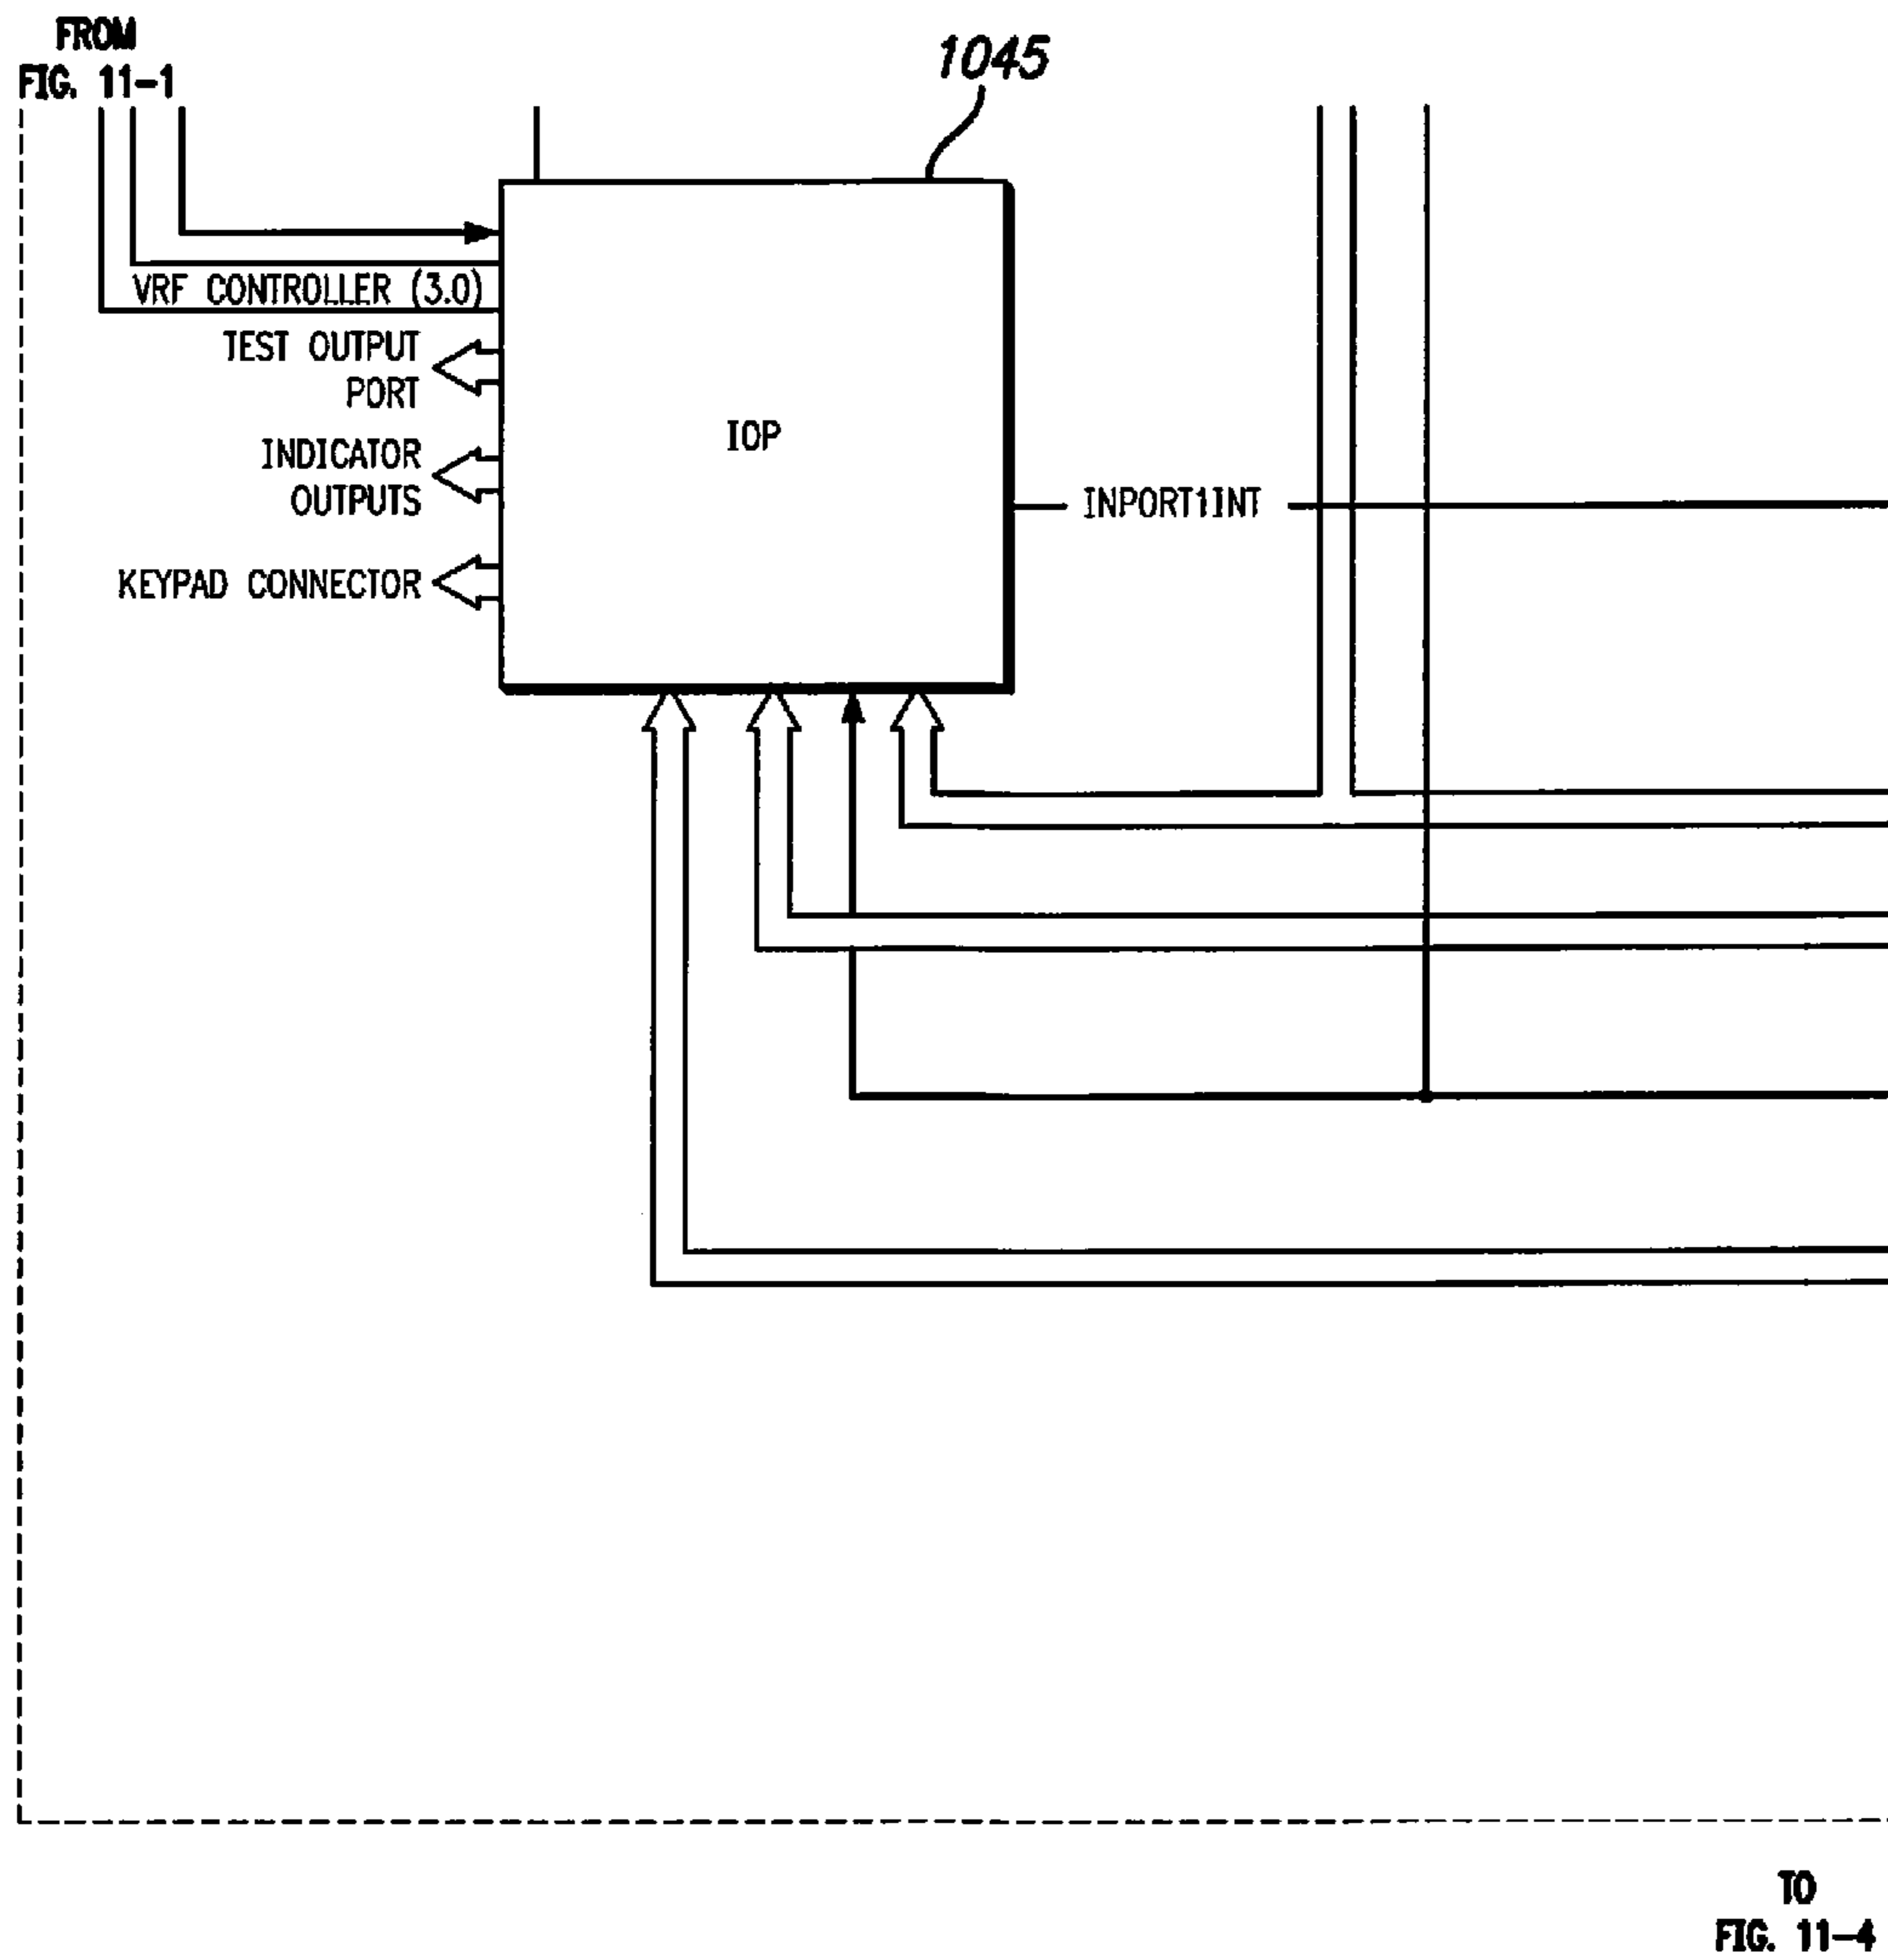 FROM
FIG. 11-1
1045
VRF CONTROLLER (3.0)
TEST OUTPUT
PORT
IOP
INDICATOR
OUTPUTS
INPORT1INT
KEYPAD CONNECTOR
TO
FIG. 11-4